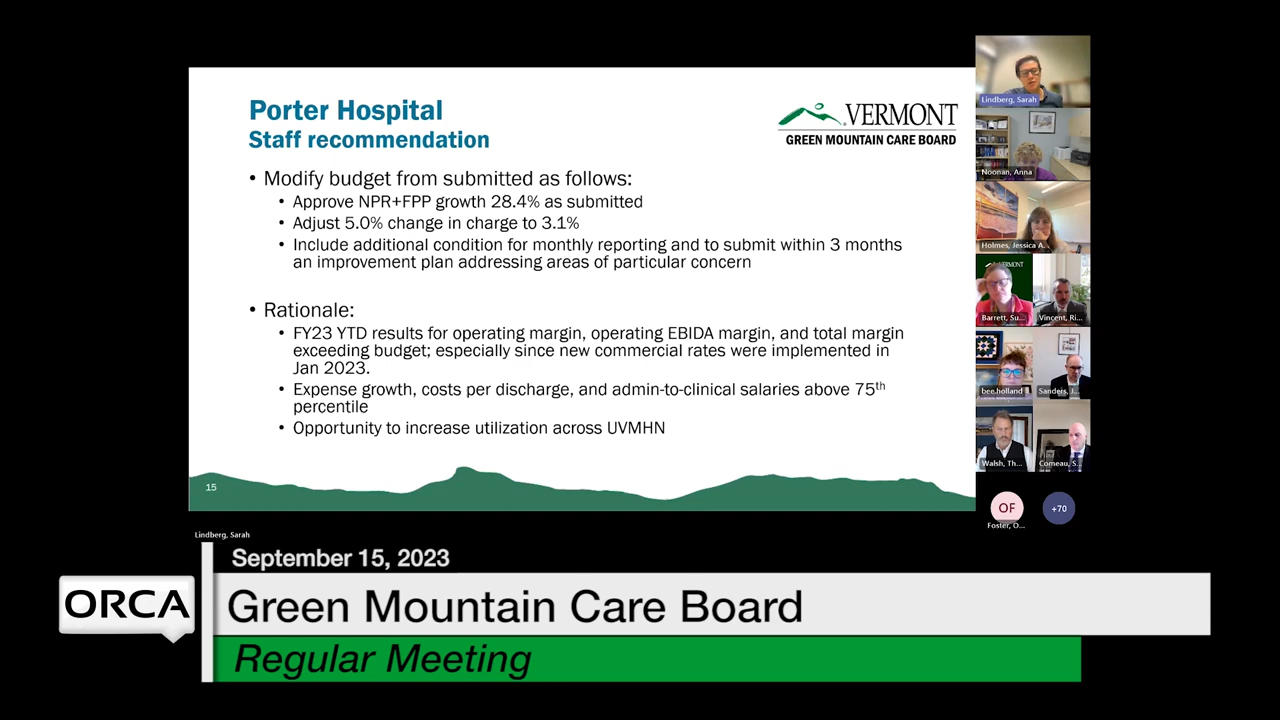 Porter Hospital
Staff recommendation
VERMONT
GREEN MOUNTAIN CARE BOARD
• Modify budget from submitted as follows:
• Approve NPR+FPP growth 28.4% as submitted
• Adjust 5.0% change in charge to 3.1%
• Include additional condition for monthly reporting and to submit within 3 months
an improvement plan addressing areas of particular concern
• Rationale:
• FY23 YTD results for operating margin, operating EBIDA margin, and total margin
exceeding budget; especially since new commercial rates were implemented in
Jan 2023.
• Expense growth, costs per discharge, and admin-to-clinical salaries above 75th
percentile
• Opportunity to increase utilization across UVMHN
15
Lindberg, Sarah
Noonan, Anna
Holmes, Jessica A...
VERMONT
Barrett, Su...
Vincent, Ri...
bee.holland
Sanders, J...
Walsh, Th...
Comeau, S...
OF
+70
Foster, O...
Lindberg, Sarah
September 15, 2023
ORCA
Green Mountain Care Board
Regular Meeting